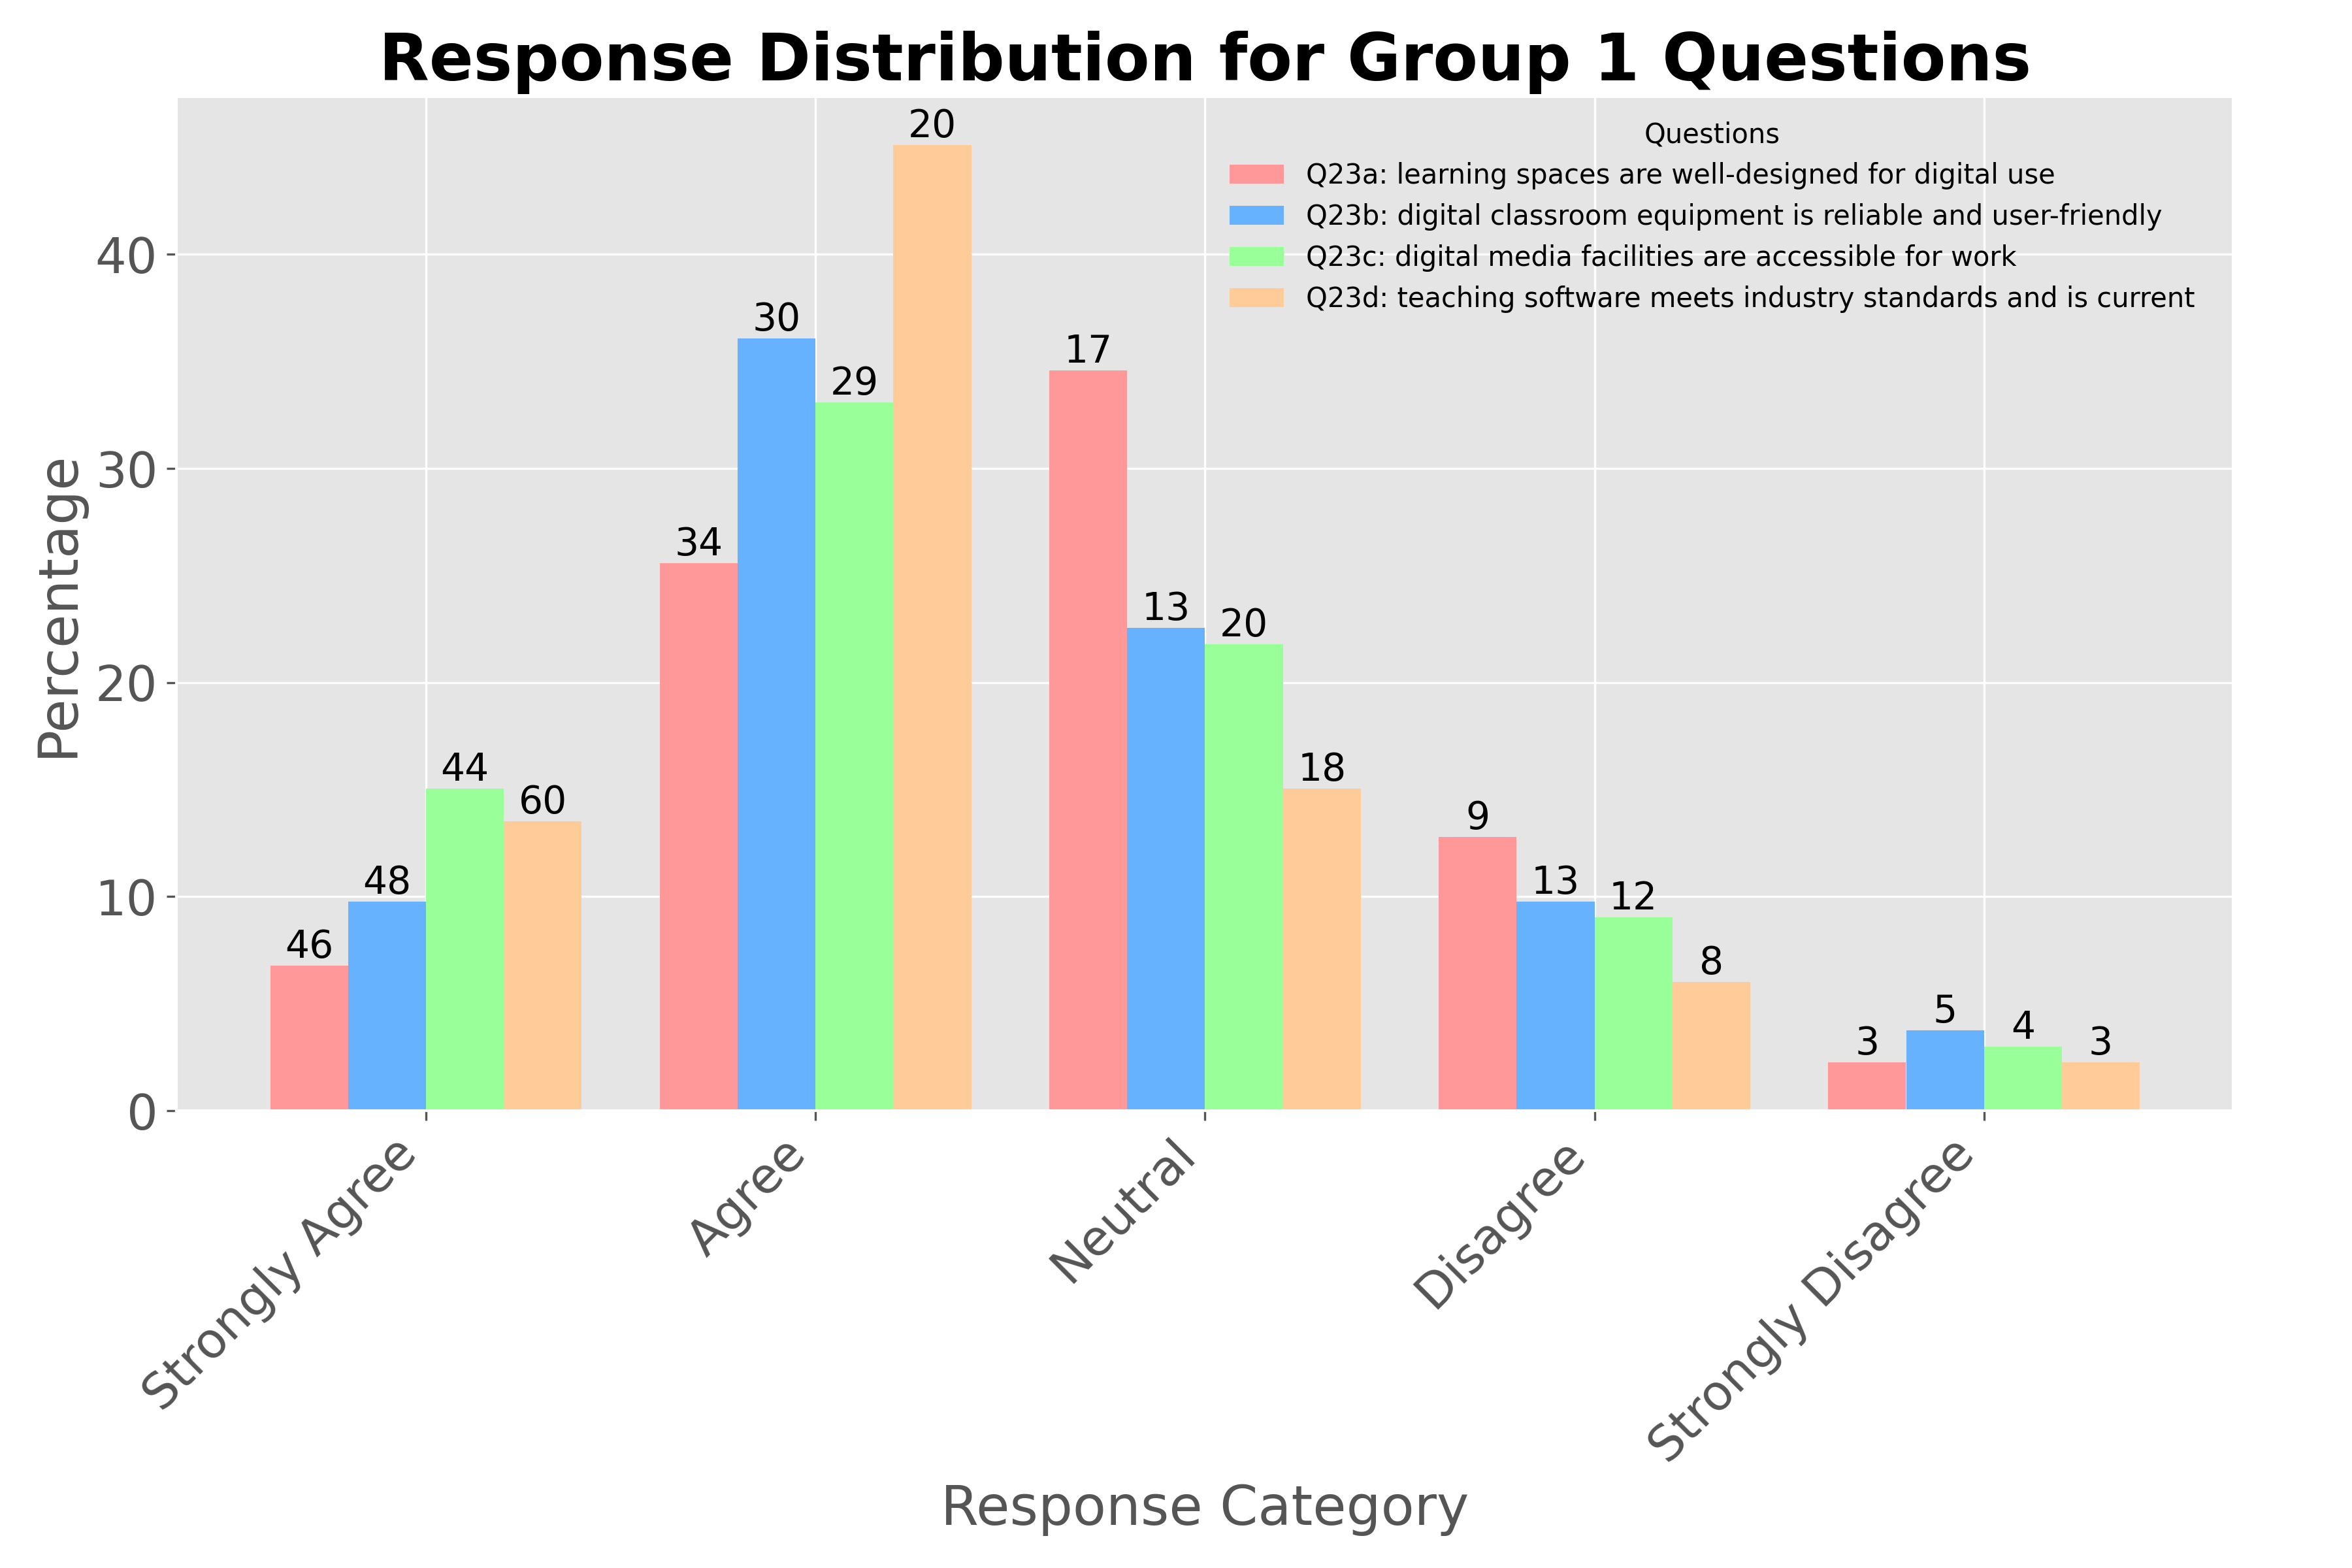 Response Distribution for Group 1 Questions
Questions
Q23a: learning spaces are well-designed for digital use
Q23b: digital classroom equipment is reliable and user-friendly
Q23c: digital media facilities are accessible for work
Q23d: teaching software meets industry standards and is current
Percentage
40
30
20
10
0
46
48
44
60
34
30
29
20
17
13
20
18
9
13
12
8
3
5
4
3
Strongly Agree
Agree
Neutral
Disagree
Strongly Disagree
Response Category